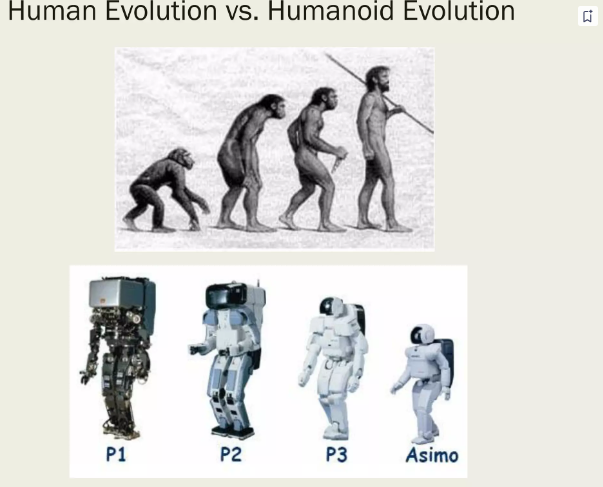 Human Evolution vs. Humanoid Evolution
P1 P2 P3 Asimo